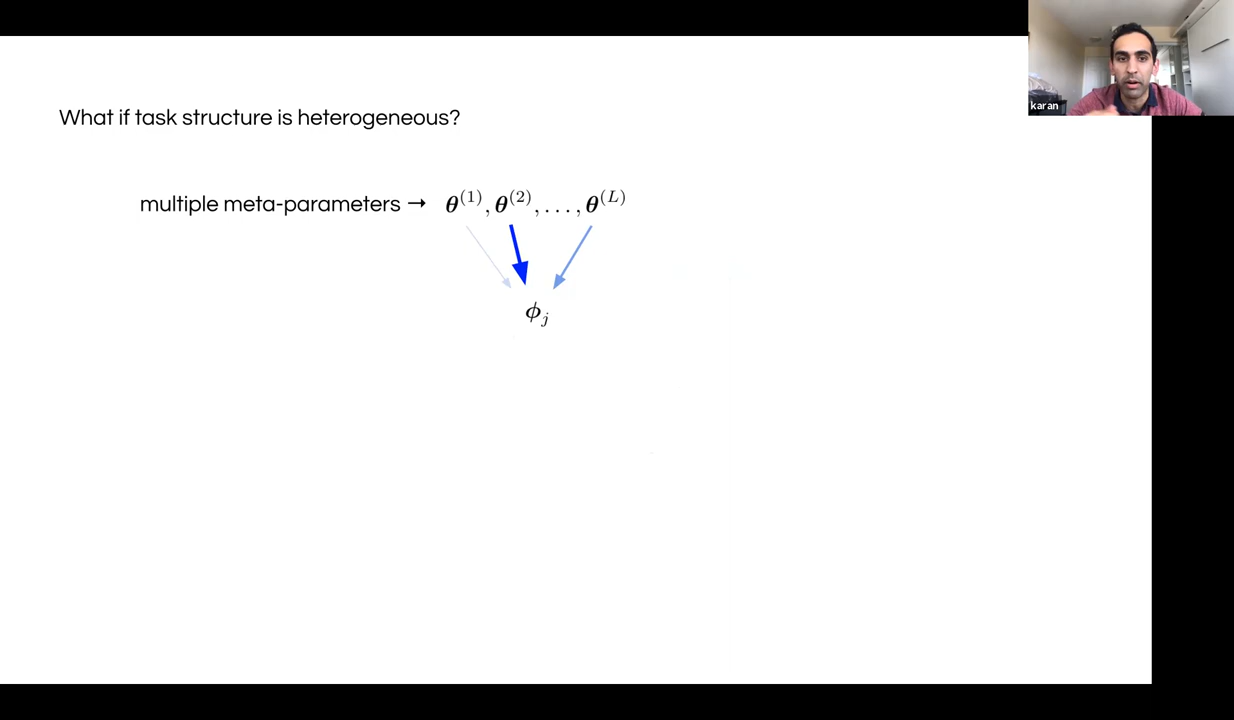 karan
What if task structure is heterogeneous?
multiple meta-parameters → θ⁽¹⁾, θ⁽²⁾, . . . , θ⁽ᴸ⁾
ϕⱼ